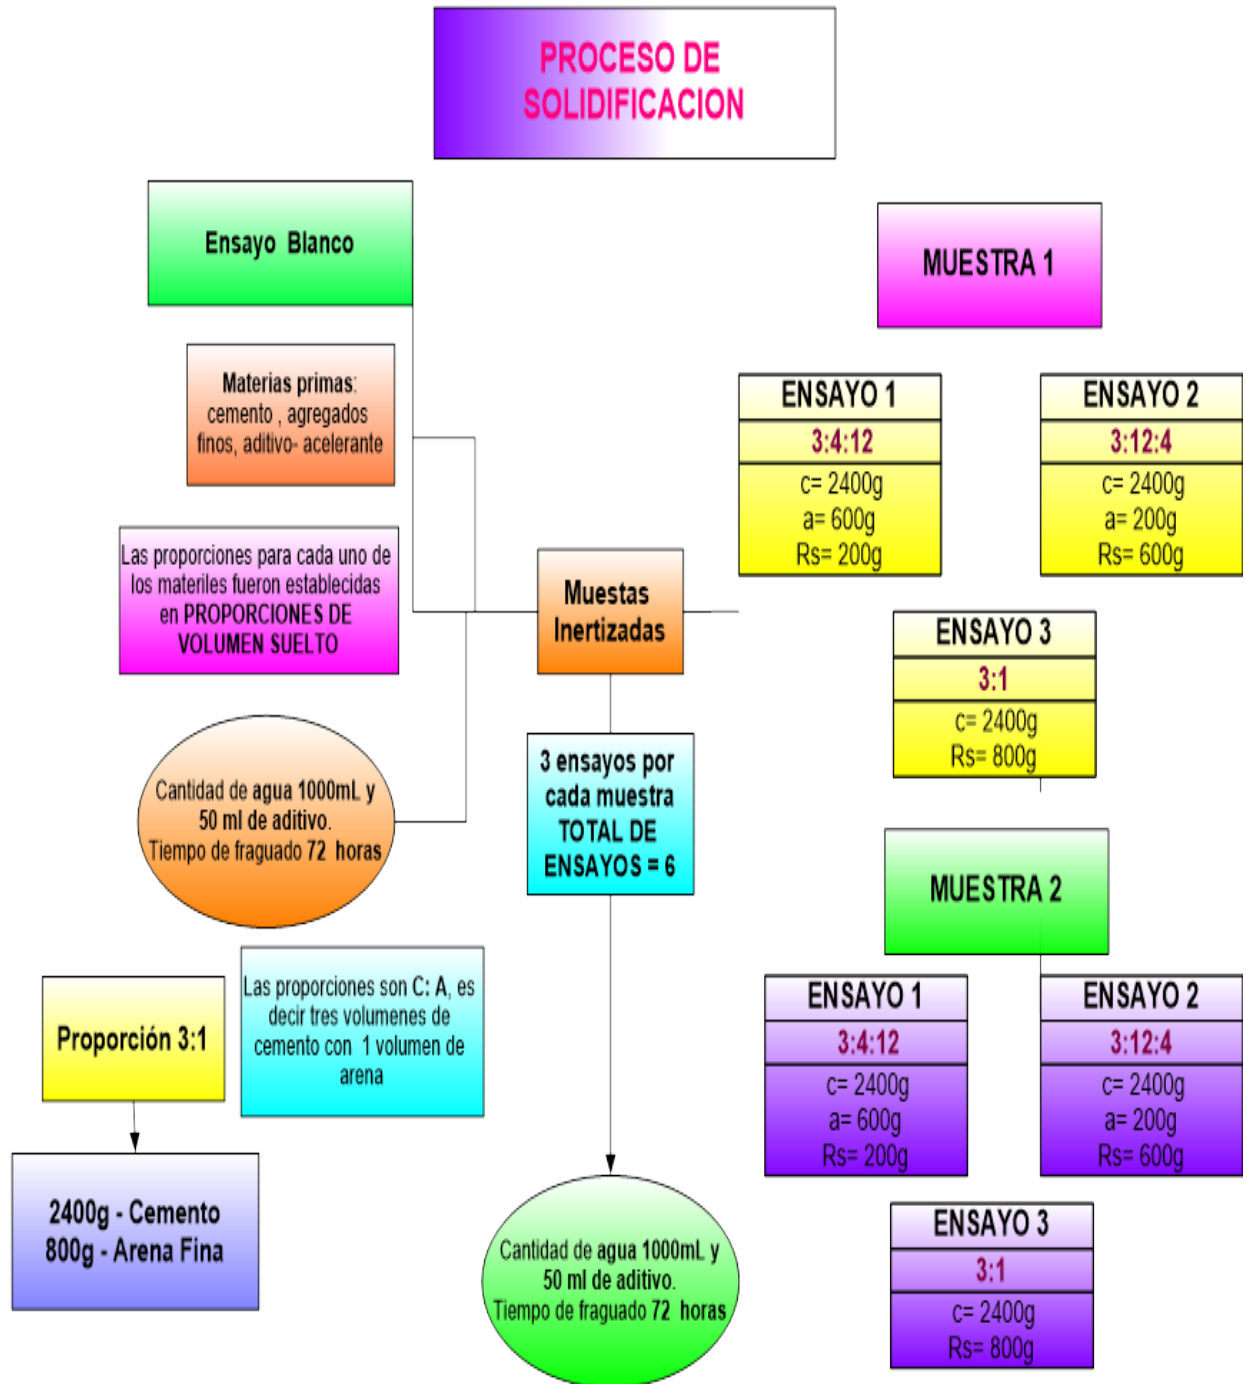 PROCESO DE
SOLIDIFICACION
Ensayo Blanco
Materias primas:
cemento , agregados
finos, aditivo- acelerante
Las proporciones para cada uno de
los materiles fueron establecidas
en PROPORCIONES DE
VOLUMEN SUELTO
Cantidad de agua 1000mL y
50 ml de aditivo.
Tiempo de fraguado 72 horas
Proporción 3:1
Las proporciones son C: A, es
decir tres volumenes de
cemento con 1 volumen de
arena
2400g - Cemento
800g - Arena Fina
Muestas
Inertizadas
3 ensayos por
cada muestra
TOTAL DE
ENSAYOS = 6
Cantidad de agua 1000mL y
50 ml de aditivo.
Tiempo de fraguado 72 horas
MUESTRA 1
ENSAYO 1
3:4:12
c= 2400g
a= 600g
Rs= 200g
ENSAYO 2
3:12:4
c= 2400g
a= 200g
Rs= 600g
ENSAYO 3
3:1
c= 2400g
Rs= 800g
MUESTRA 2
ENSAYO 1
3:4:12
c= 2400g
a= 600g
Rs= 200g
ENSAYO 2
3:12:4
c= 2400g
a= 200g
Rs= 600g
ENSAYO 3
3:1
c= 2400g
Rs= 800g